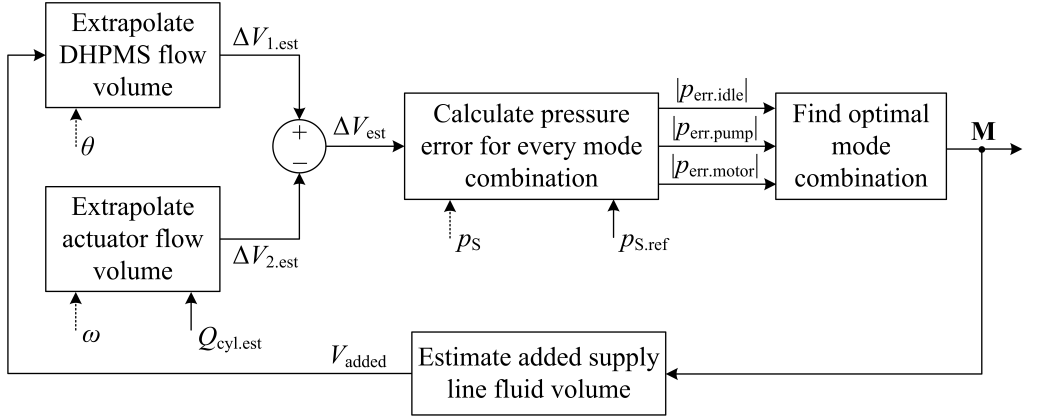 Extrapolate
DHPMS flow
volume
ΔV1.est
θ
+
−
ΔVest
Extrapolate
actuator flow
volume
ΔV2.est
ω
Qcyl.est
Calculate pressure
error for every mode
combination
pS
pS.ref
|perr.idle|
|perr.pump|
|perr.motor|
Find optimal
mode
combination
M
Vadded
Estimate added supply
line fluid volume